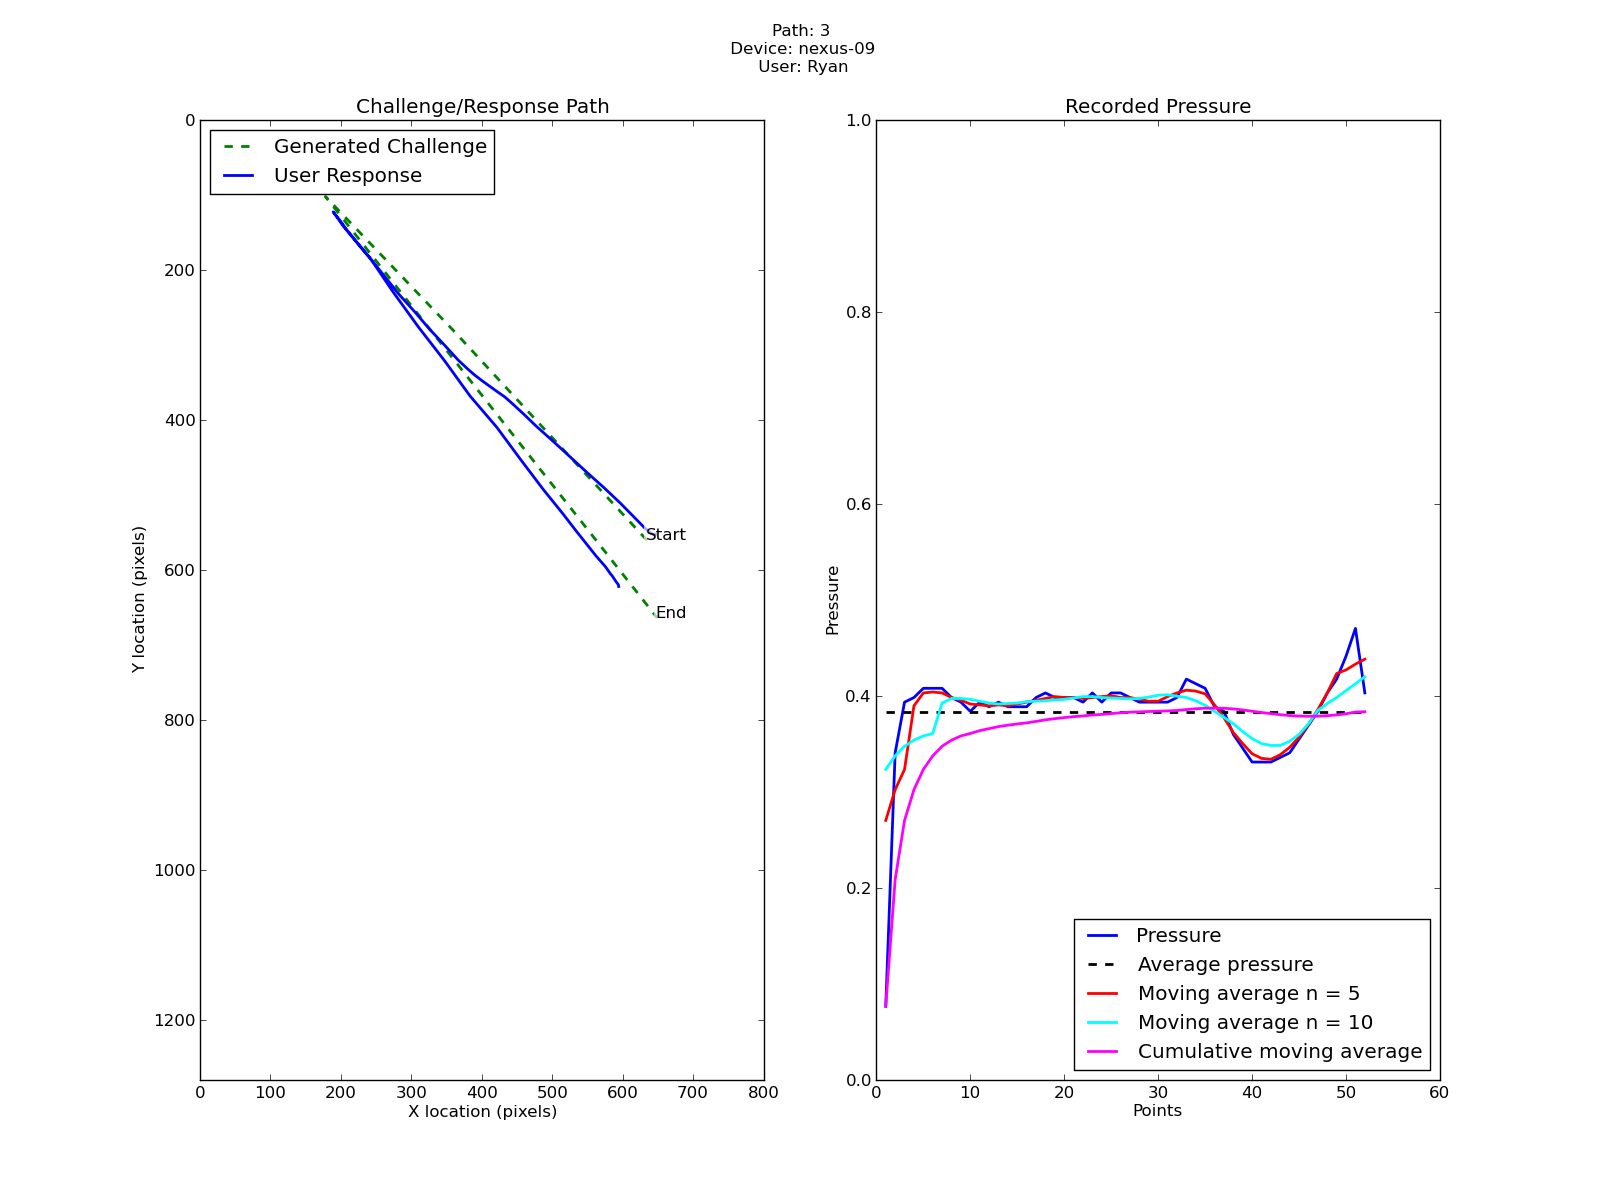 Path: 3
Device: nexus-09
User: Ryan
Challenge/Response Path
Generated Challenge
User Response
0
200
400
600
800
1000
1200
Y location (pixels)
Start
End
0 100 200 300 400 500 600 700 800
X location (pixels)
Recorded Pressure
1.0
0.8
0.6
0.4
0.2
0.0
Pressure
Pressure
Average pressure
Moving average n = 5
Moving average n = 10
Cumulative moving average
0 10 20 30 40 50 60
Points